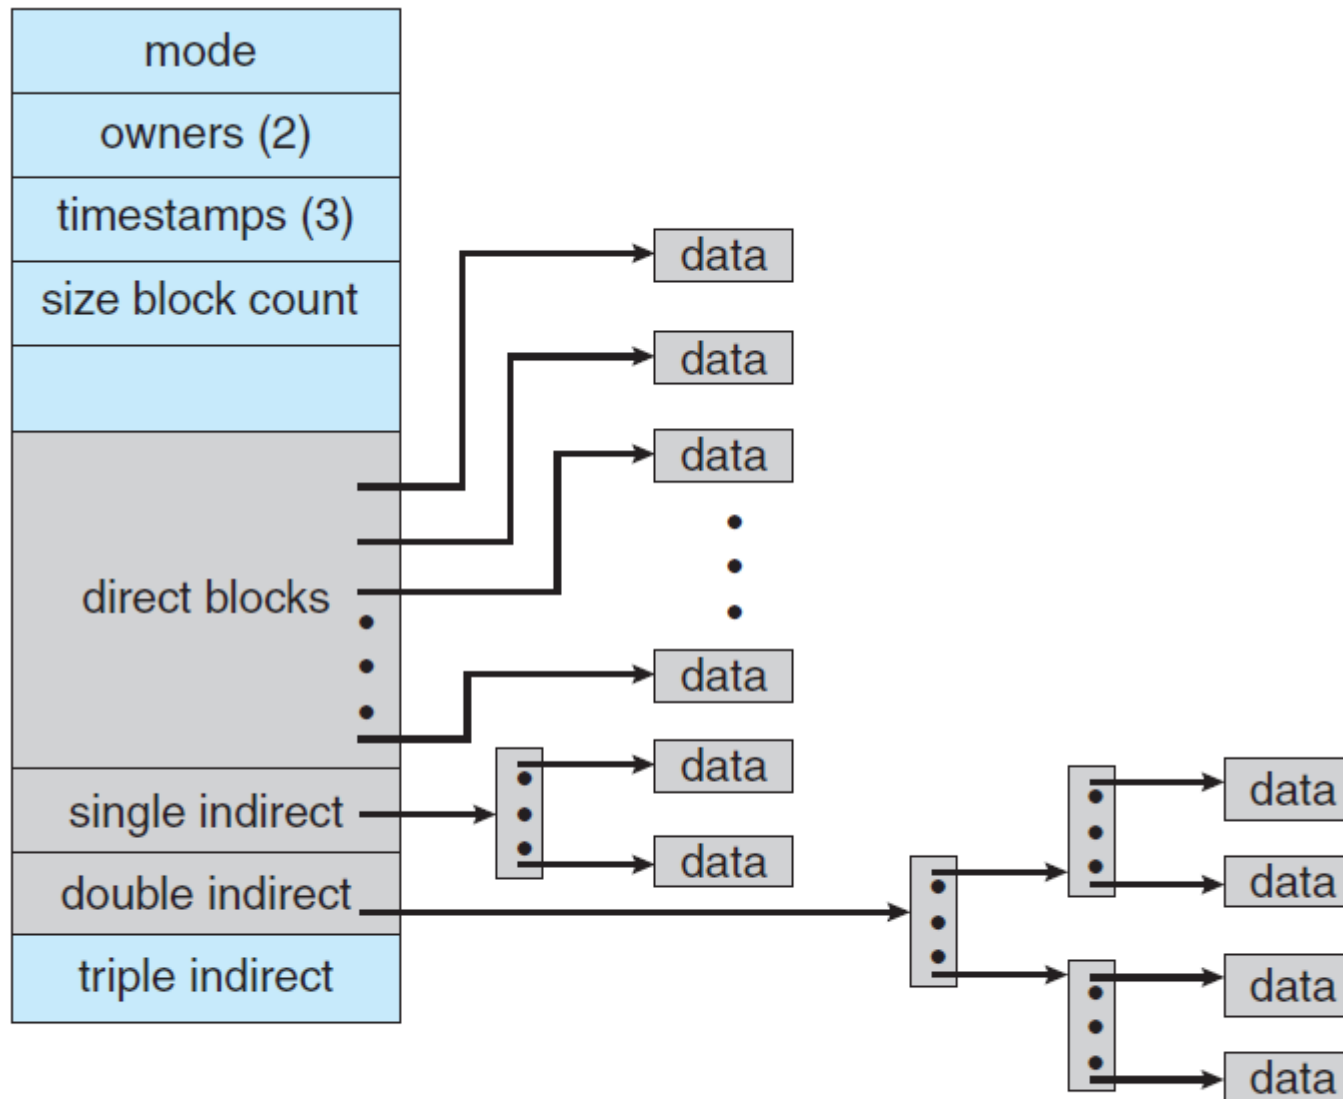 mode
owners (2)
timestamps (3)
size block count
direct blocks
single indirect
double indirect
triple indirect
data
data
data
data
data
data
data
data
data
data